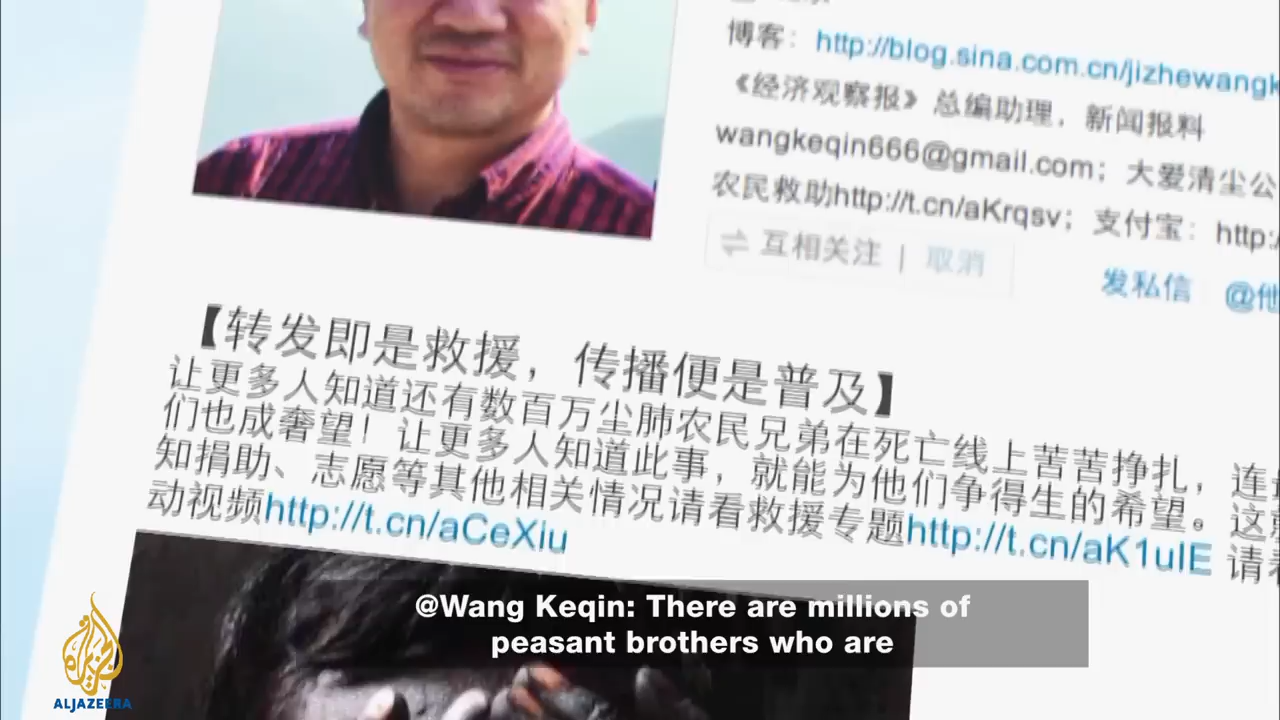 博客：http://blog.sina.com.cn/jizhewangk
《经济观察报》总编助理，新闻报料
wangkeqin666@gmail.com；大爱清尘公
农民救助http://t.cn/aKrqsv；支付宝：http:
互相关注 | 取消
发私信 @他
【转发即是救援，传播便是普及】
让更多人知道还有数百万尘肺农民兄弟在死亡线上苦苦挣扎，连
们也成奢望！让更多人知道此事，就能为他们争得生的希望。这
知捐助、志愿等其他相关情况请看救援专题http://t.cn/aK1ulE 请
动视频http://t.cn/aCeXiu
@Wang Keqin: There are millions of
peasant brothers who are
ALJAZEERA